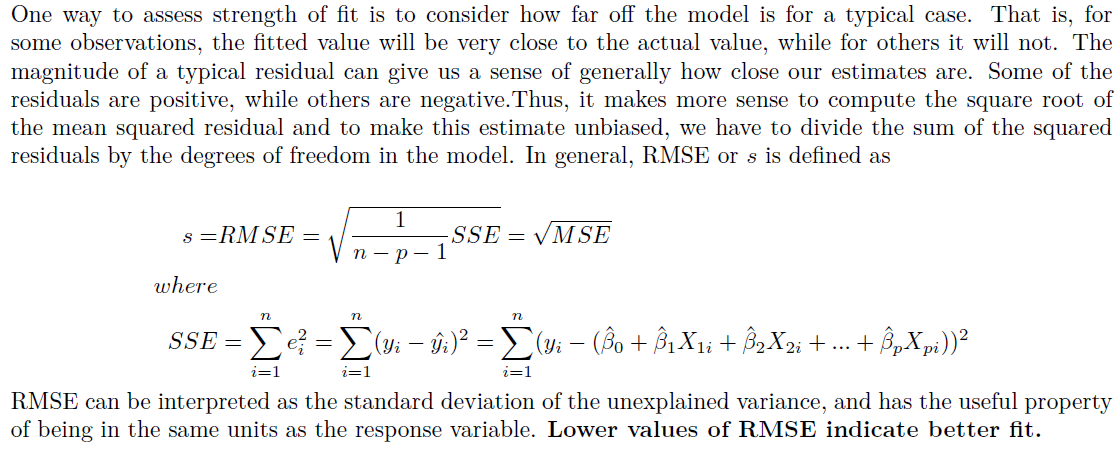 One way to assess strength of fit is to consider how far off the model is for a typical case. That is, for
some observations, the fitted value will be very close to the actual value, while for others it will not. The
magnitude of a typical residual can give us a sense of generally how close our estimates are. Some of the
residuals are positive, while others are negative.Thus, it makes more sense to compute the square root of
the mean squared residual and to make this estimate unbiased, we have to divide the sum of the squared
residuals by the degrees of freedom in the model. In general, RMSE or s is defined as
s =RMSE = √(1/(n − p − 1) SSE) = √MSE
where
SSE = ∑_{i=1}^{n} e_i^2 = ∑_{i=1}^{n} (y_i − ŷ_i)^2 = ∑_{i=1}^{n} (y_i − (β̂_0 + β̂_1X_{1i} + β̂_2X_{2i} + ... + β̂_pX_{pi}))^2
RMSE can be interpreted as the standard deviation of the unexplained variance, and has the useful property
of being in the same units as the response variable. Lower values of RMSE indicate better fit.